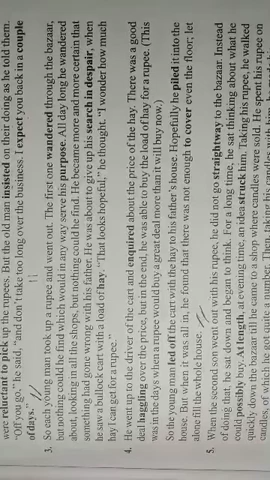 were reluctant to pick up the rupees. But the old man insisted on their doing as he told them.
"Off you go," he said, "and don't take too long over the business. I expect you back in a couple
of days."
3. So each young man took up a rupee and went out. The first one wandered through the bazaar,
but nothing could he find which would in any way serve his purpose. All day long he wandered
about, looking in all the shops, but nothing could he find. He became more and more certain that
something had gone wrong with his father. He was about to give up his search in despair, when
he saw a bullock cart with a load of hay. "That looks hopeful," he thought. "I wonder how much
hay I can get for a rupee."
4. He went up to the driver of the cart and enquired about the price of the hay. There was a good
deal haggling over the price, but in the end, he was able to buy the load of hay for a rupee. (This
was in the days when a rupee would buy a great deal more than it will buy now.)
So the young man led off the cart with the hay to his father's house. Hopefully he piled it into the
house. But when it was all in, he found that there was not enough to cover even the floor; let
alone fill the whole house.
5. When the second son went out with his rupee, he did not go straightway to the bazaar. Instead
of doing that, he sat down and began to think. For a long time, he sat thinking about what he
could possibly buy. At length, at evening time, an idea struck him. Taking his rupee, he walked
quickly down the bazaar till he came to a shop where candles were sold. He spent his rupee on
candles, of which he got quite a number. Then, taking his candles